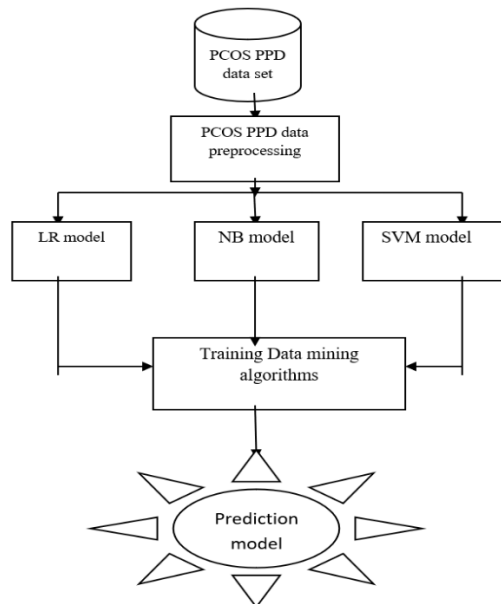 PCOS PPD
data set
PCOS PPD data
preprocessing
LR model
NB model
SVM model
Training Data mining
algorithms
Prediction
model